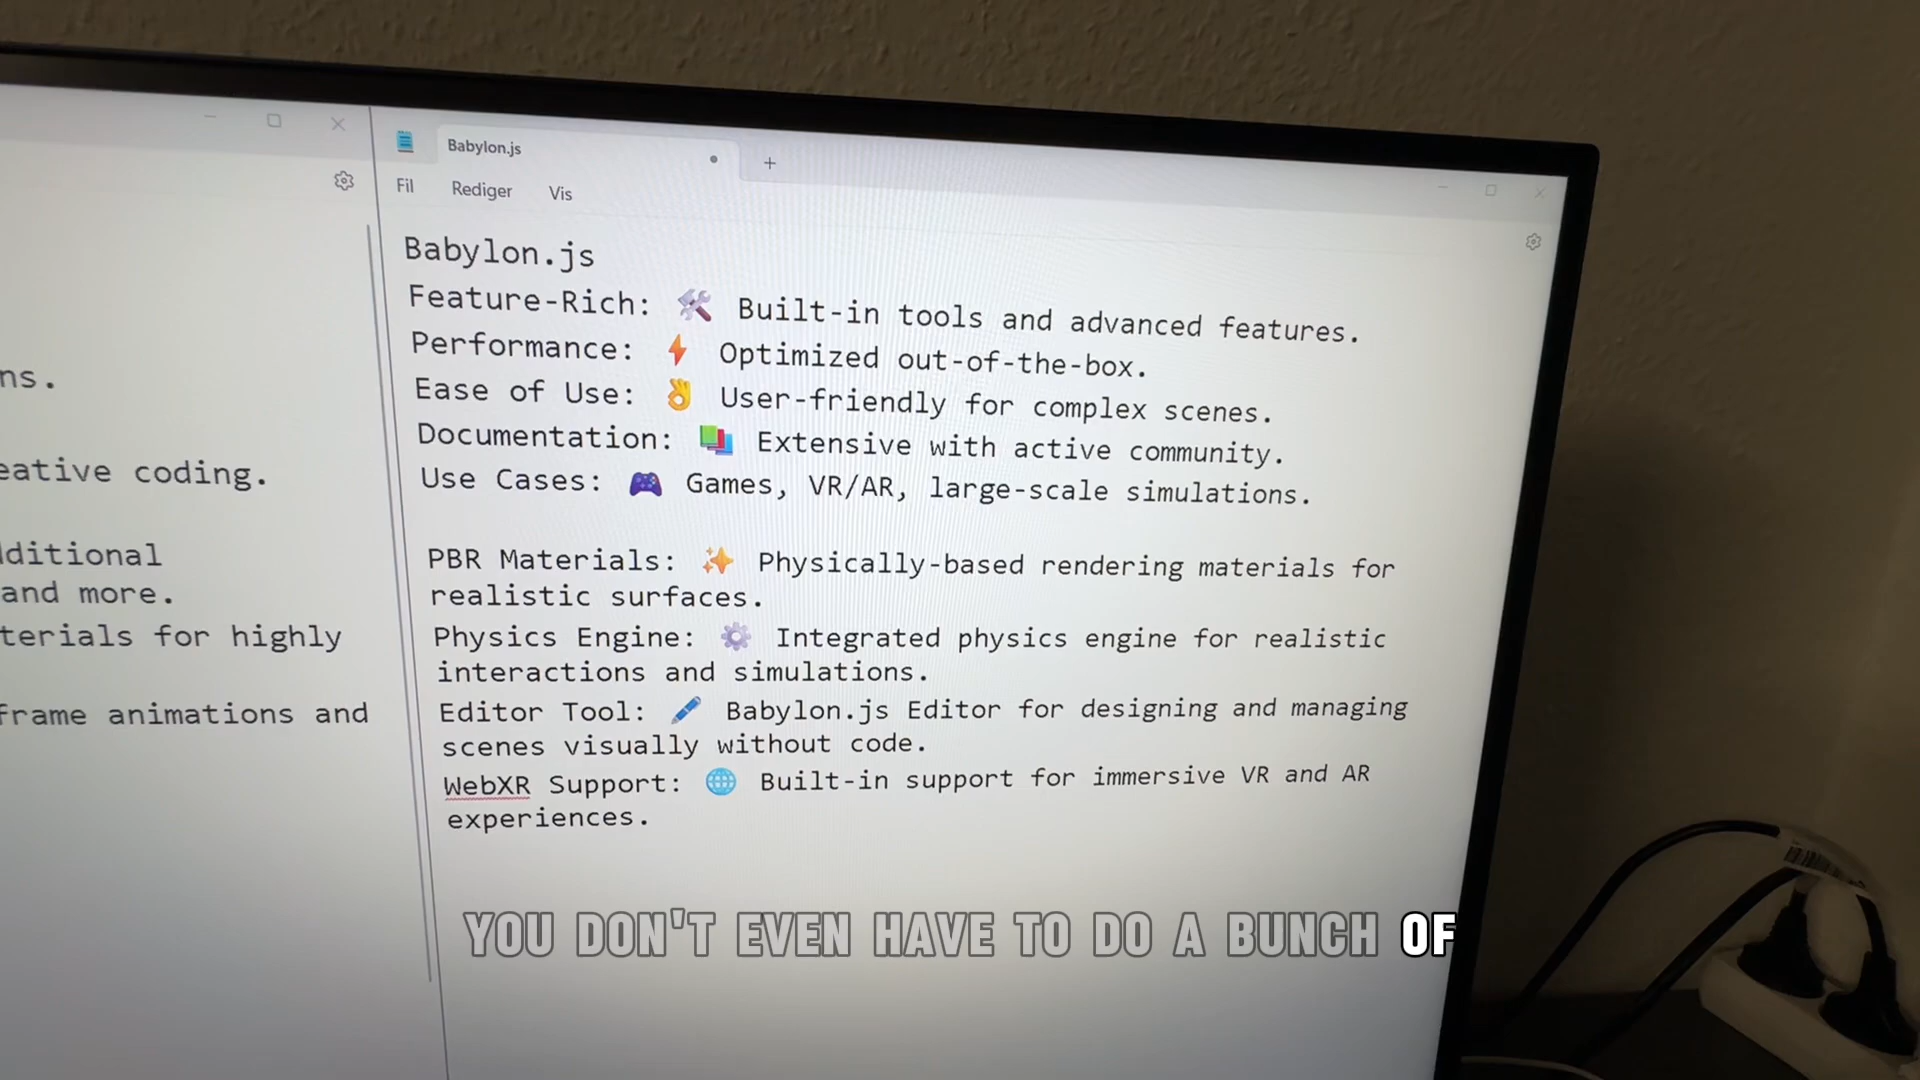 Babylon.js
Fil Rediger Vis
ns.
eative coding.
dditional
and more.
terials for highly
frame animations and
Babylon.js
Feature-Rich: 🛠️ Built-in tools and advanced features.
Performance: ⚡ Optimized out-of-the-box.
Ease of Use: 👌 User-friendly for complex scenes.
Documentation: 📚 Extensive with active community.
Use Cases: 🎮 Games, VR/AR, large-scale simulations.
PBR Materials: ✨ Physically-based rendering materials for
realistic surfaces.
Physics Engine: ⚙️ Integrated physics engine for realistic
interactions and simulations.
Editor Tool: 🖊️ Babylon.js Editor for designing and managing
scenes visually without code.
WebXR Support: 🌐 Built-in support for immersive VR and AR
experiences.
YOU DON'T EVEN HAVE TO DO A BUNCH OF